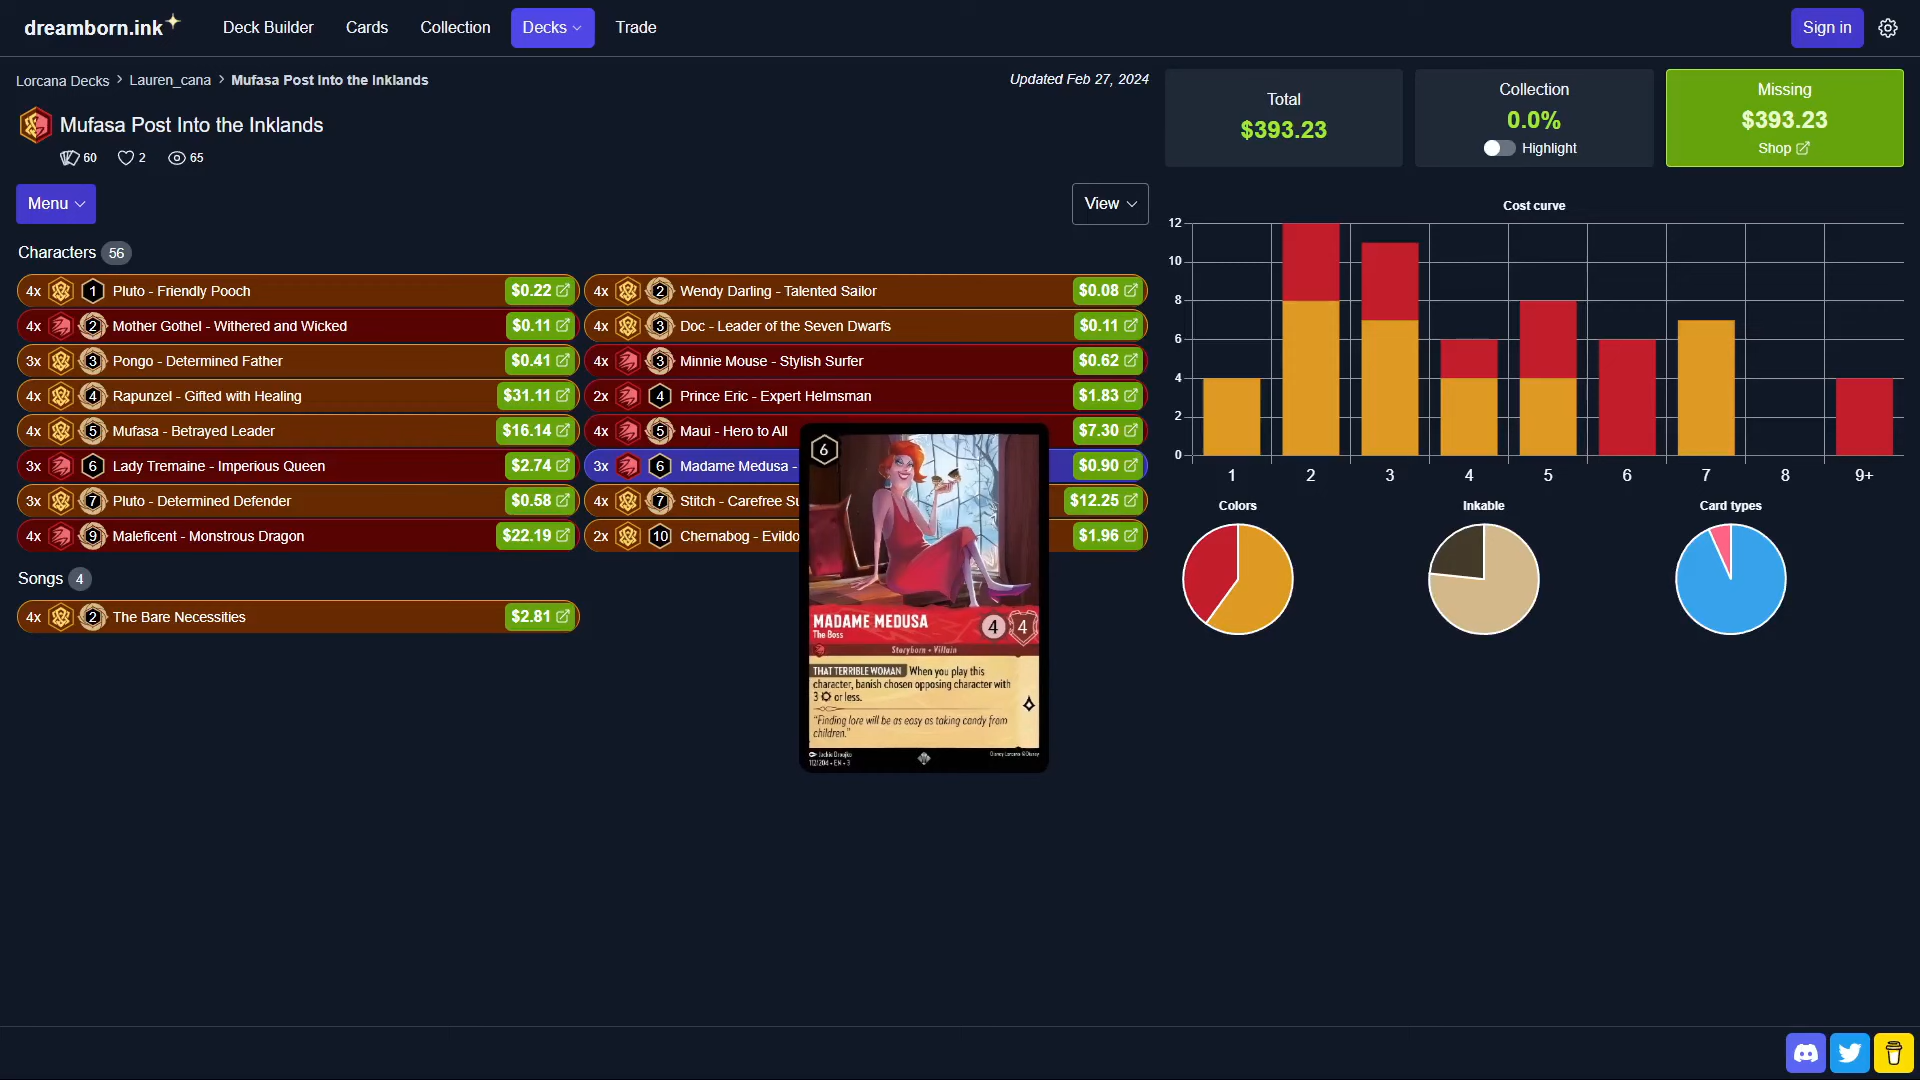 dreamborn.ink
Deck Builder
Cards
Collection
Decks
Trade
Sign in
Lorcana Decks > Lauren_cana > Mufasa Post Into the Inklands
Updated Feb 27, 2024
Mufasa Post Into the Inklands
60 2 65
Menu
View
Characters 56
4x 1 Pluto - Friendly Pooch $0.22
4x 2 Wendy Darling - Talented Sailor $0.08
4x 2 Mother Gothel - Withered and Wicked $0.11
4x 3 Doc - Leader of the Seven Dwarfs $0.11
3x 3 Pongo - Determined Father $0.41
4x 3 Minnie Mouse - Stylish Surfer $0.62
4x 4 Rapunzel - Gifted with Healing $31.11
2x 4 Prince Eric - Expert Helmsman $1.83
4x 5 Mufasa - Betrayed Leader $16.14
4x 5 Maui - Hero to All $7.30
3x 6 Lady Tremaine - Imperious Queen $2.74
3x 6 Madame Medusa - $0.90
3x 7 Pluto - Determined Defender $0.58
4x 7 Stitch - Carefree Su $12.25
4x 9 Maleficent - Monstrous Dragon $22.19
2x 10 Chernabog - Evildo $1.96
Songs 4
4x 2 The Bare Necessities $2.81
6
MADAME MEDUSA
The Boss
4 4
Storyborn • Villain
THAT TERRIBLE WOMAN When you play this
character, banish chosen opposing character with
3 or less.
"Finding lore will be as easy as taking candy from
children."
112/204 • EN • 3
Total
$393.23
Collection
0.0%
Highlight
Missing
$393.23
Shop
Cost curve
12
10
8
6
4
2
0
1 2 3 4 5 6 7 8 9+
Colors
Inkable
Card types